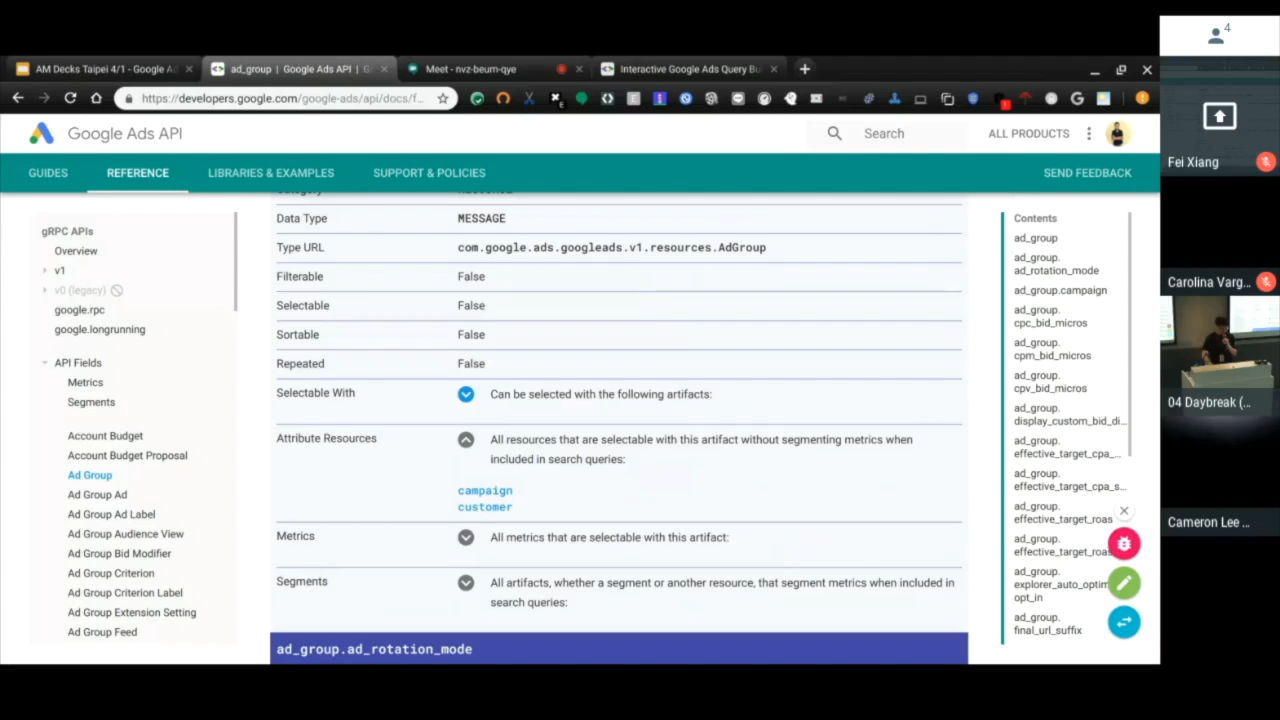 AM Decks Taipei 4/1 - Google Ad
ad_group | Google Ads API | G
Meet - nvz-beum-qye
Interactive Google Ads Query Bu
https://developers.google.com/google-ads/api/docs/f...
Google Ads API
Search
ALL PRODUCTS
GUIDES
REFERENCE
LIBRARIES & EXAMPLES
SUPPORT & POLICIES
SEND FEEDBACK
gRPC APIs
Overview
v1
v0 (legacy)
google.rpc
google.longrunning
API Fields
Metrics
Segments
Account Budget
Account Budget Proposal
Ad Group
Ad Group Ad
Ad Group Ad Label
Ad Group Audience View
Ad Group Bid Modifier
Ad Group Criterion
Ad Group Criterion Label
Ad Group Extension Setting
Ad Group Feed
Data Type MESSAGE
Type URL com.google.ads.googleads.v1.resources.AdGroup
Filterable False
Selectable False
Sortable False
Repeated False
Selectable With Can be selected with the following artifacts:
Attribute Resources All resources that are selectable with this artifact without segmenting metrics when
included in search queries:
campaign
customer
Metrics All metrics that are selectable with this artifact:
Segments All artifacts, whether a segment or another resource, that segment metrics when included in
search queries:
ad_group.ad_rotation_mode
Contents
ad_group
ad_group.
ad_rotation_mode
ad_group.campaign
ad_group.
cpc_bid_micros
ad_group.
cpm_bid_micros
ad_group.
cpv_bid_micros
ad_group.
display_custom_bid_di...
ad_group.
effective_target_cpa_...
ad_group.
effective_target_cpa_s...
ad_group.
effective_target_roas
ad_group.
effective_target_roas
ad_group.
explorer_auto_optim
opt_in
ad_group.
final_url_suffix
4
Fei Xiang
Carolina Varg...
04 Daybreak (...
Cameron Lee ...